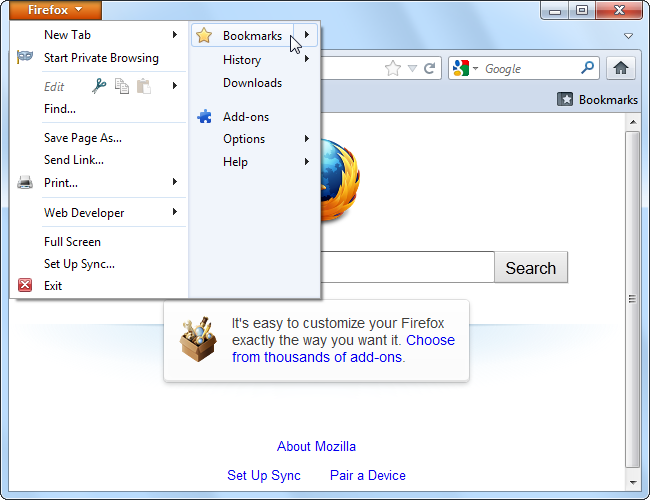 Firefox
New Tab
Start Private Browsing
Edit
Find...
Save Page As...
Send Link...
Print...
Web Developer
Full Screen
Set Up Sync...
Exit
Bookmarks
History
Downloads
Add-ons
Options
Help
Google
Bookmarks
Search
It's easy to customize your Firefox
exactly the way you want it. Choose
from thousands of add-ons.
About Mozilla
Set Up Sync Pair a Device